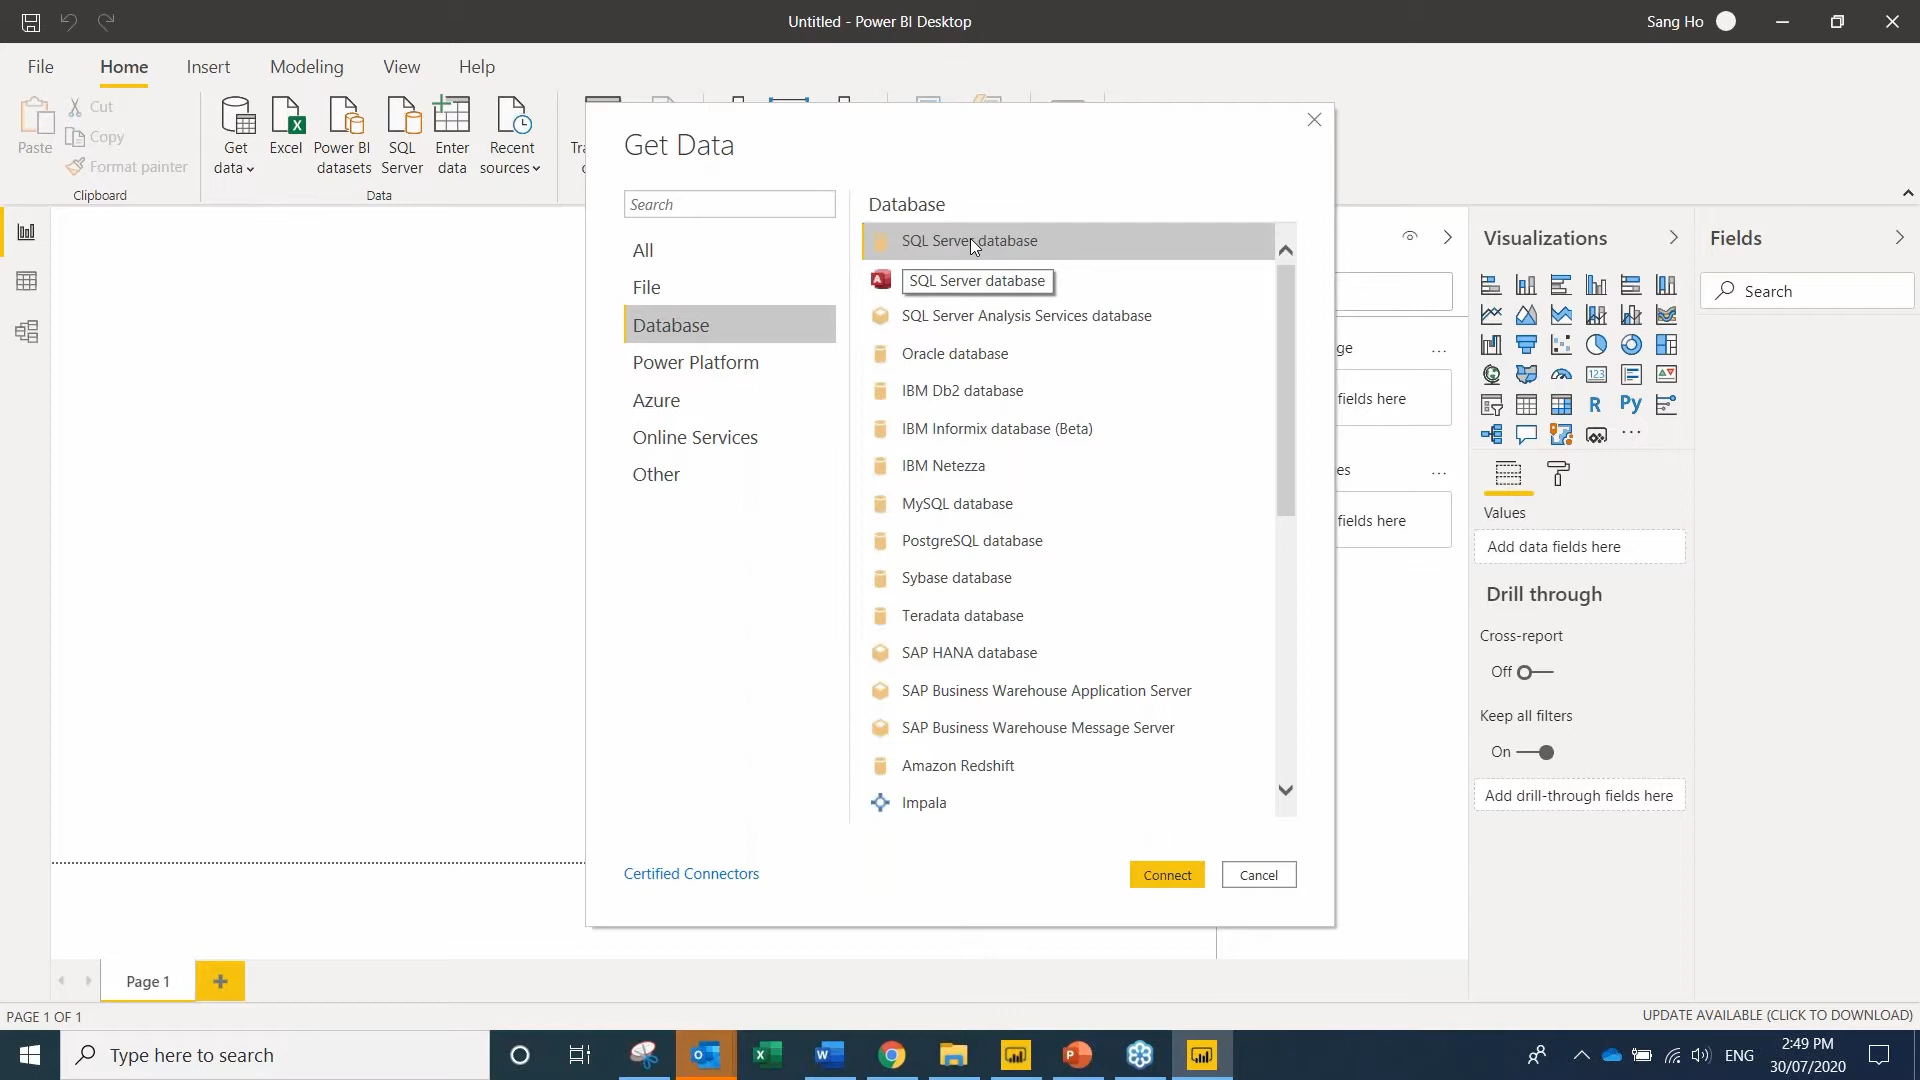 Untitled - Power BI Desktop
Sang Ho
File
Home
Insert
Modeling
View
Help
Paste
Cut
Copy
Format painter
Clipboard
Get data
Excel
Power BI datasets
SQL Server
Enter data
Recent sources
Data
Get Data
Search
All
File
Database
Power Platform
Azure
Online Services
Other
Database
SQL Server database
SQL Server database
SQL Server Analysis Services database
Oracle database
IBM Db2 database
IBM Informix database (Beta)
IBM Netezza
MySQL database
PostgreSQL database
Sybase database
Teradata database
SAP HANA database
SAP Business Warehouse Application Server
SAP Business Warehouse Message Server
Amazon Redshift
Impala
Certified Connectors
Connect
Cancel
fields here
fields here
Visualizations
123
R
Py
Values
Add data fields here
Drill through
Cross-report
Off
Keep all filters
On
Add drill-through fields here
Fields
Search
Page 1
PAGE 1 OF 1
UPDATE AVAILABLE (CLICK TO DOWNLOAD)
Type here to search
ENG
2:49 PM
30/07/2020